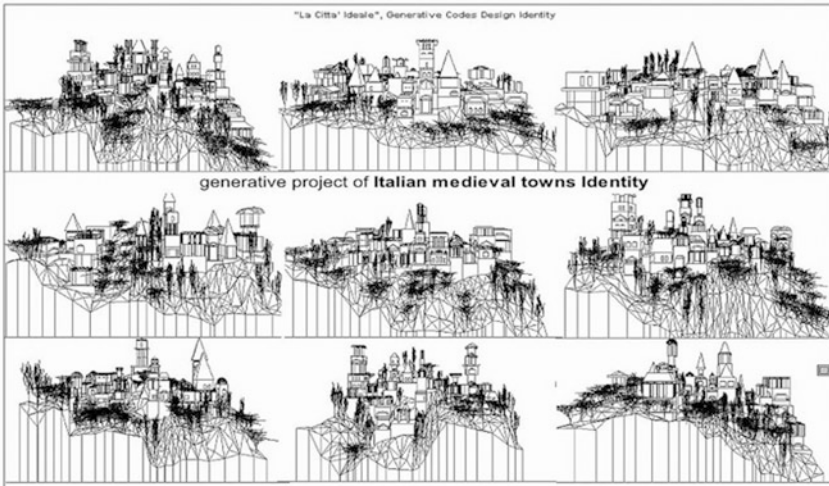 "La Citta' Ideale", Generative Codes Design Identity
generative project of Italian medieval towns Identity